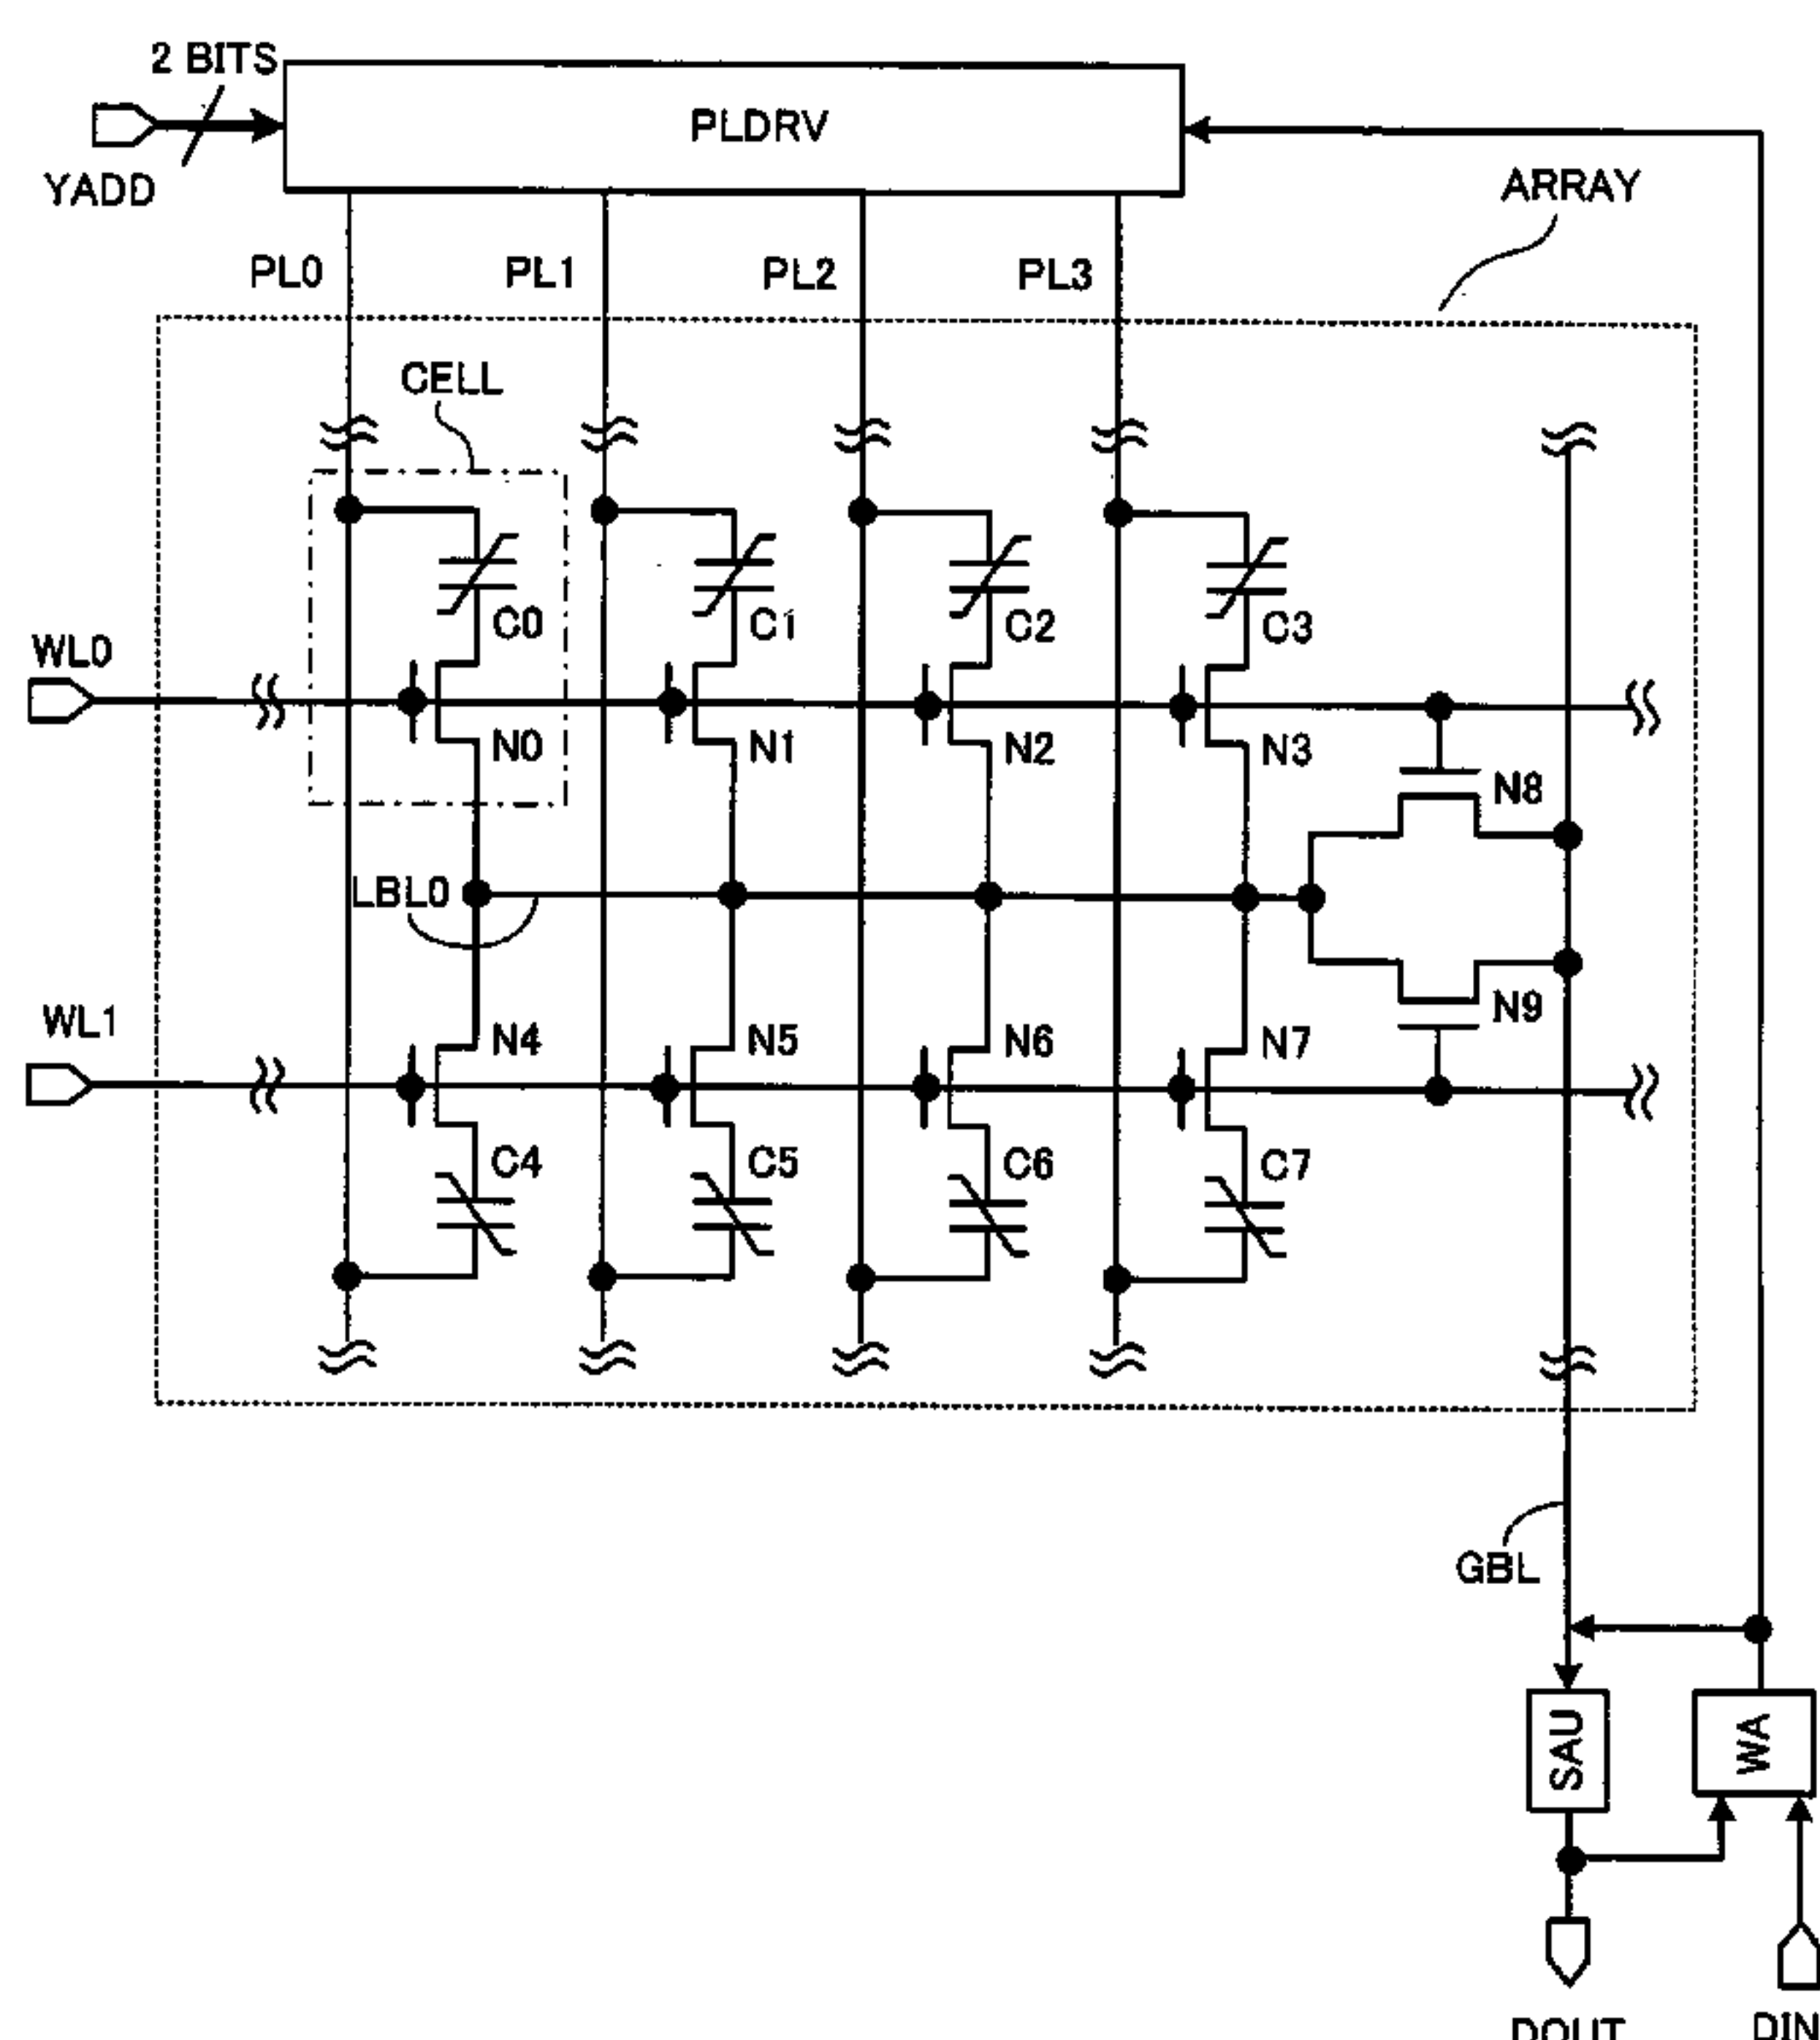 2 BITS
PLDRV
YADD
ARRAY
PL0
PL1
PL2
PL3
CELL
C0
C1
C2
C3
WL0
N0
N1
N2
N3
N8
LBL0
WL1
N4
N5
N6
N7
N9
C4
C5
C6
C7
GBL
SAU
WA
DOUT
DIN